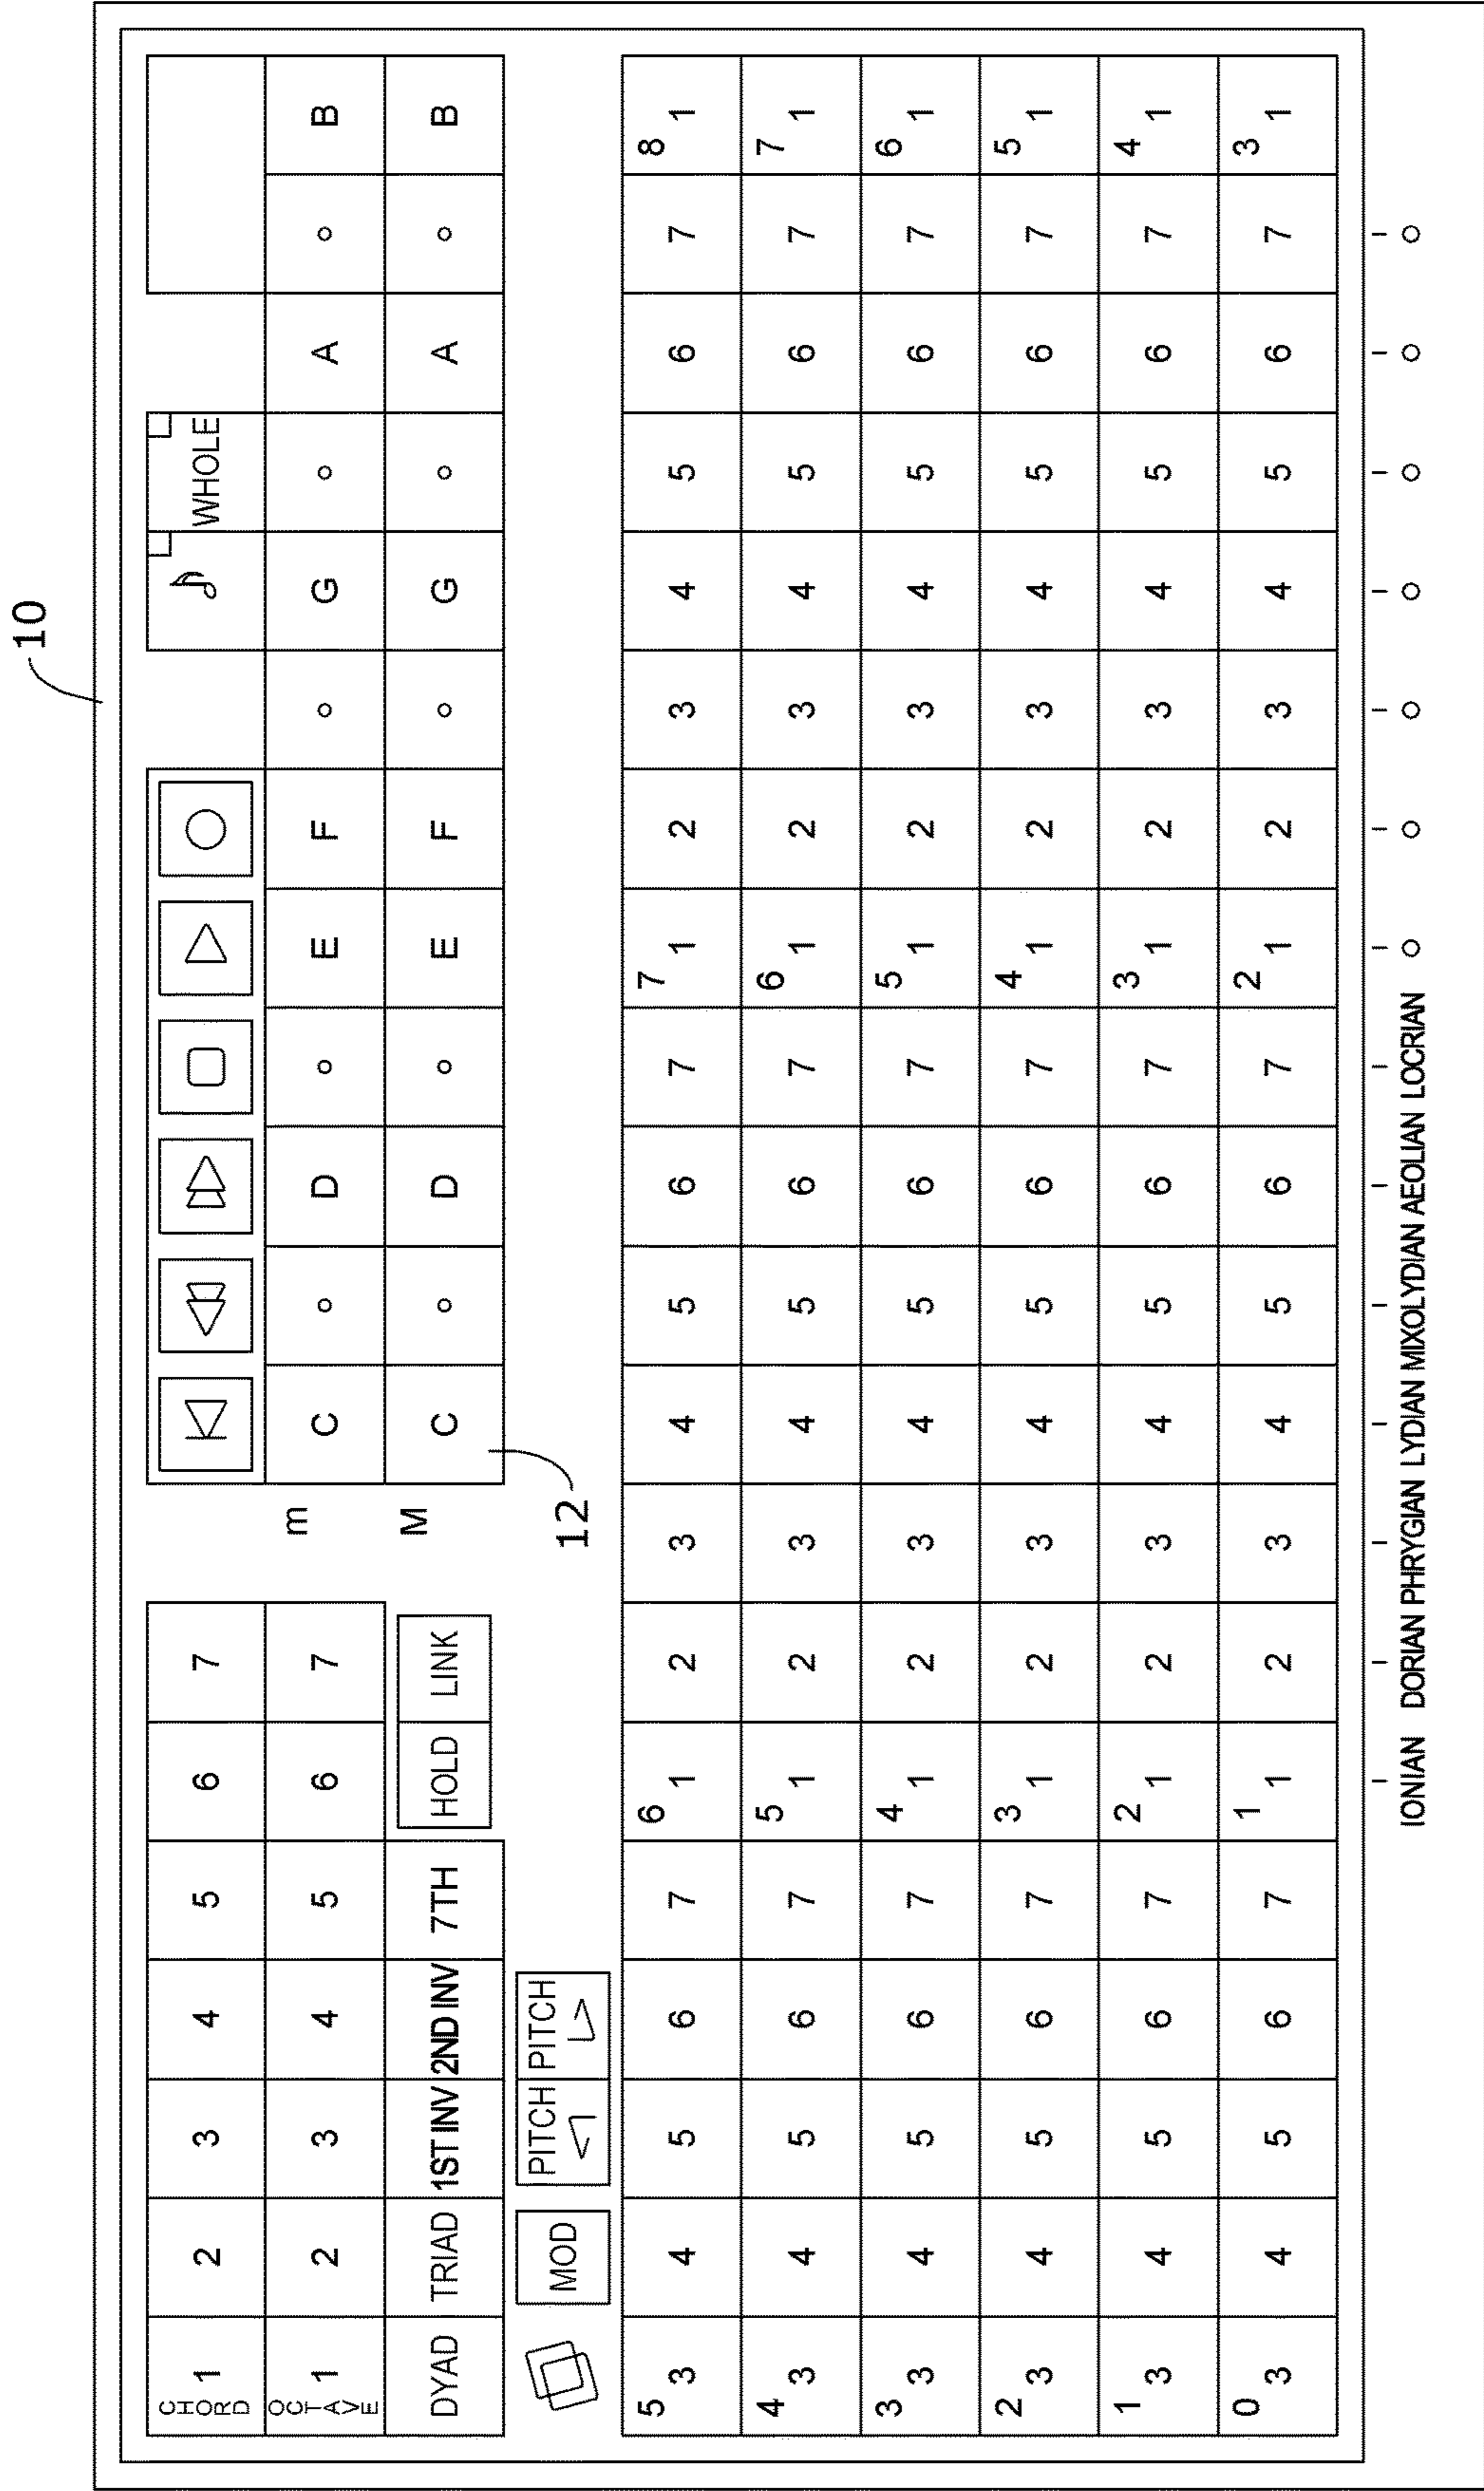 10
CHORD 1 2 3 4 5 6 7 WHOLE
OCTAVE 1 2 3 4 5 6 7 m C ○ D ○ E F ○ G ○ A ○ B
DYAD TRIAD 1ST INV 2ND INV 7TH HOLD LINK M C ○ D ○ E F ○ G ○ A ○ B
MOD PITCH PITCH 12
5 3 4 5 6 7 6 1 2 3 4 5 6 7 7 1 2 3 4 5 6 7 8 1
4 3 4 5 6 7 5 1 2 3 4 5 6 7 6 1 2 3 4 5 6 7 7 1
3 3 4 5 6 7 4 1 2 3 4 5 6 7 5 1 2 3 4 5 6 7 6 1
2 3 4 5 6 7 3 1 2 3 4 5 6 7 4 1 2 3 4 5 6 7 5 1
1 3 4 5 6 7 2 1 2 3 4 5 6 7 3 1 2 3 4 5 6 7 4 1
0 3 4 5 6 7 1 1 2 3 4 5 6 7 2 1 2 3 4 5 6 7 3 1
IONIAN DORIAN PHRYGIAN LYDIAN MIXOLYDIAN AEOLIAN LOCRIAN ○ ○ ○ ○ ○ ○ ○